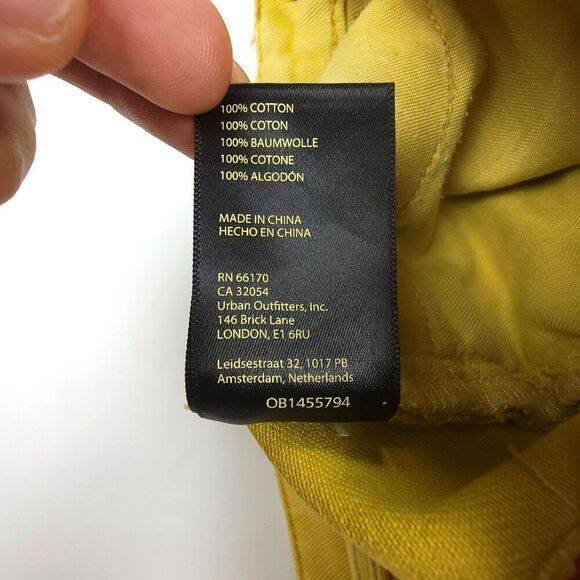 100% COTTON
100% COTON
100% BAUMWOLLE
100% COTONE
100% ALGODÓN
MADE IN CHINA
HECHO EN CHINA
RN 66170
CA 32054
Urban Outfitters, Inc.
146 Brick Lane
LONDON, E1 6RU
Leidsestraat 32, 1017 PB
Amsterdam, Netherlands
OB1455794